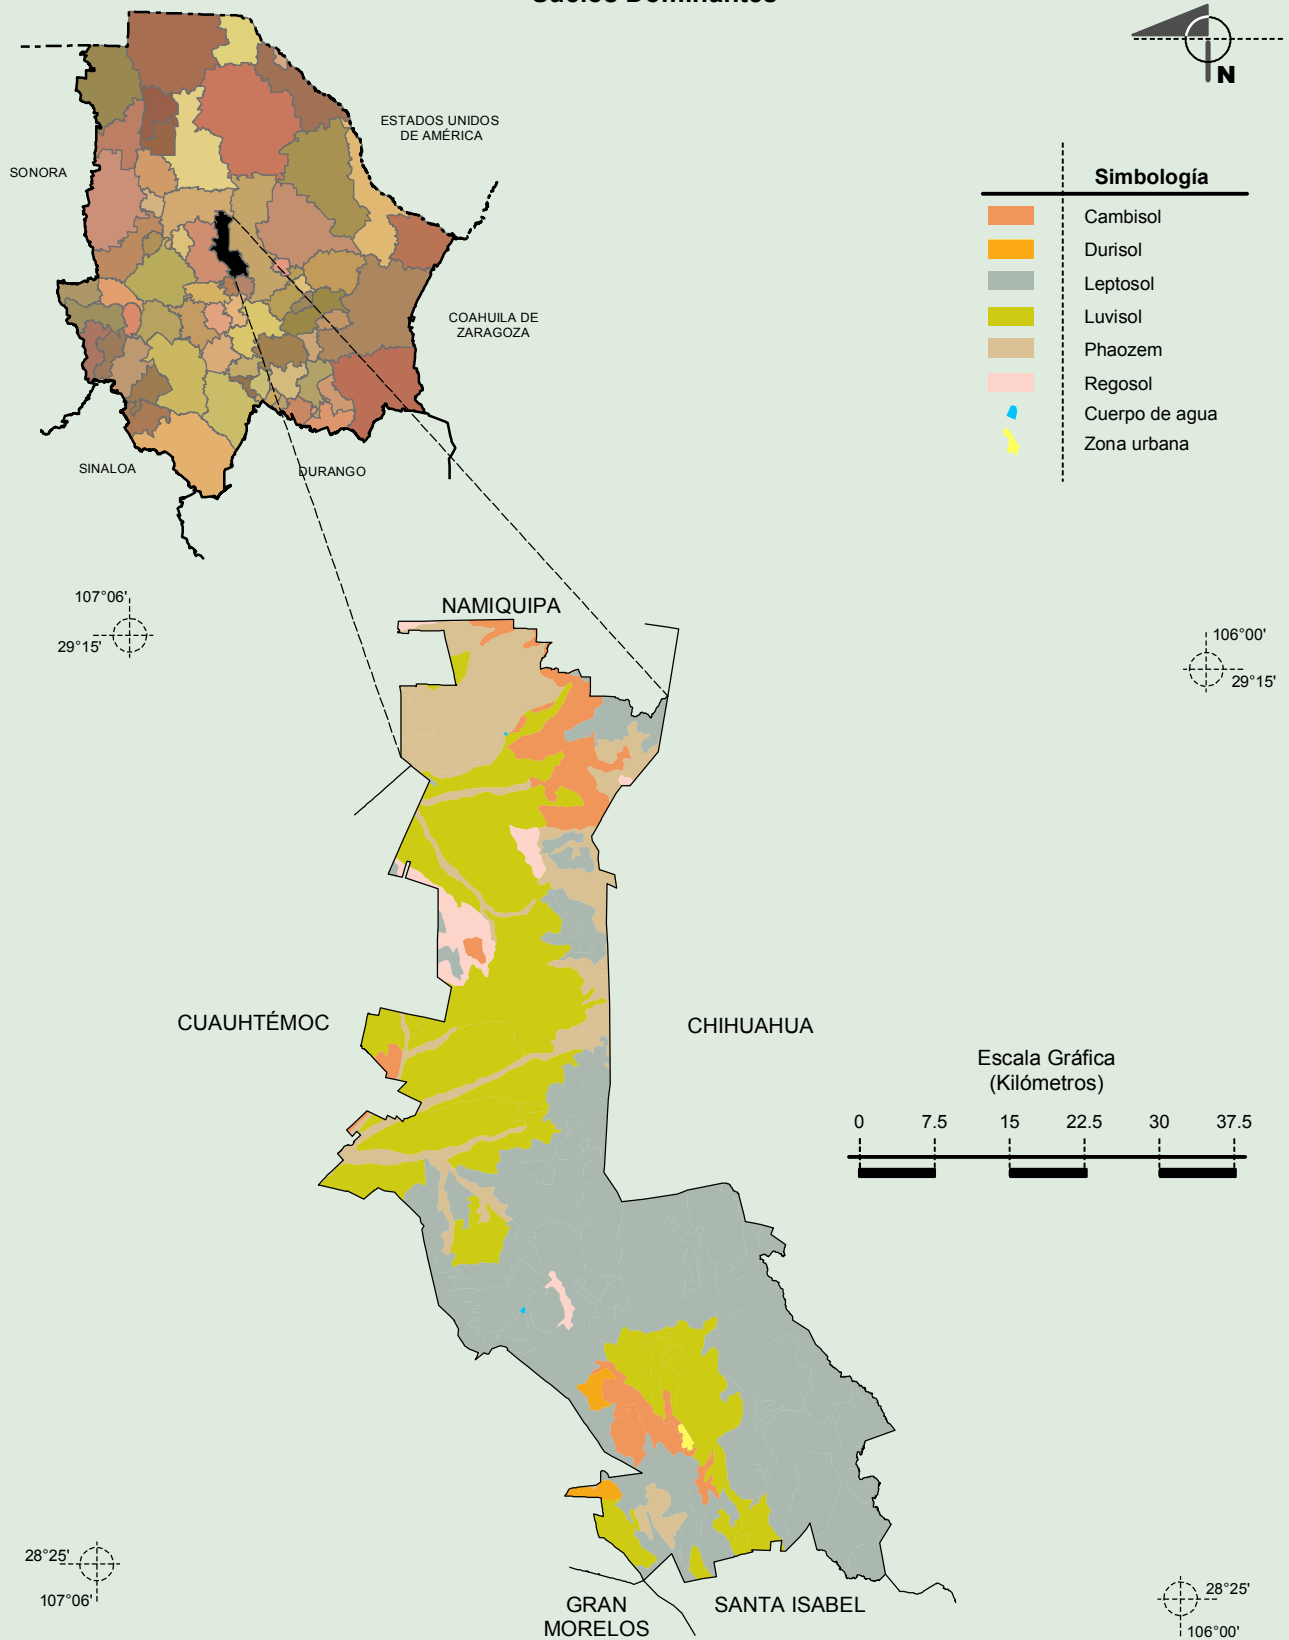 Suelos Dominantes
N
ESTADOS UNIDOS
DE AMÉRICA
SONORA
COAHUILA DE
ZARAGOZA
SINALOA
DURANGO
Simbología
Cambisol
Durisol
Leptosol
Luvisol
Phaozem
Regosol
Cuerpo de agua
Zona urbana
107°06'
29°15'
NAMIQUIPA
106°00'
29°15'
CUAUHTÉMOC
CHIHUAHUA
Escala Gráfica
(Kilómetros)
0 7.5 15 22.5 30 37.5
28°25'
107°06'
GRAN
MORELOS
SANTA ISABEL
28°25'
106°00'